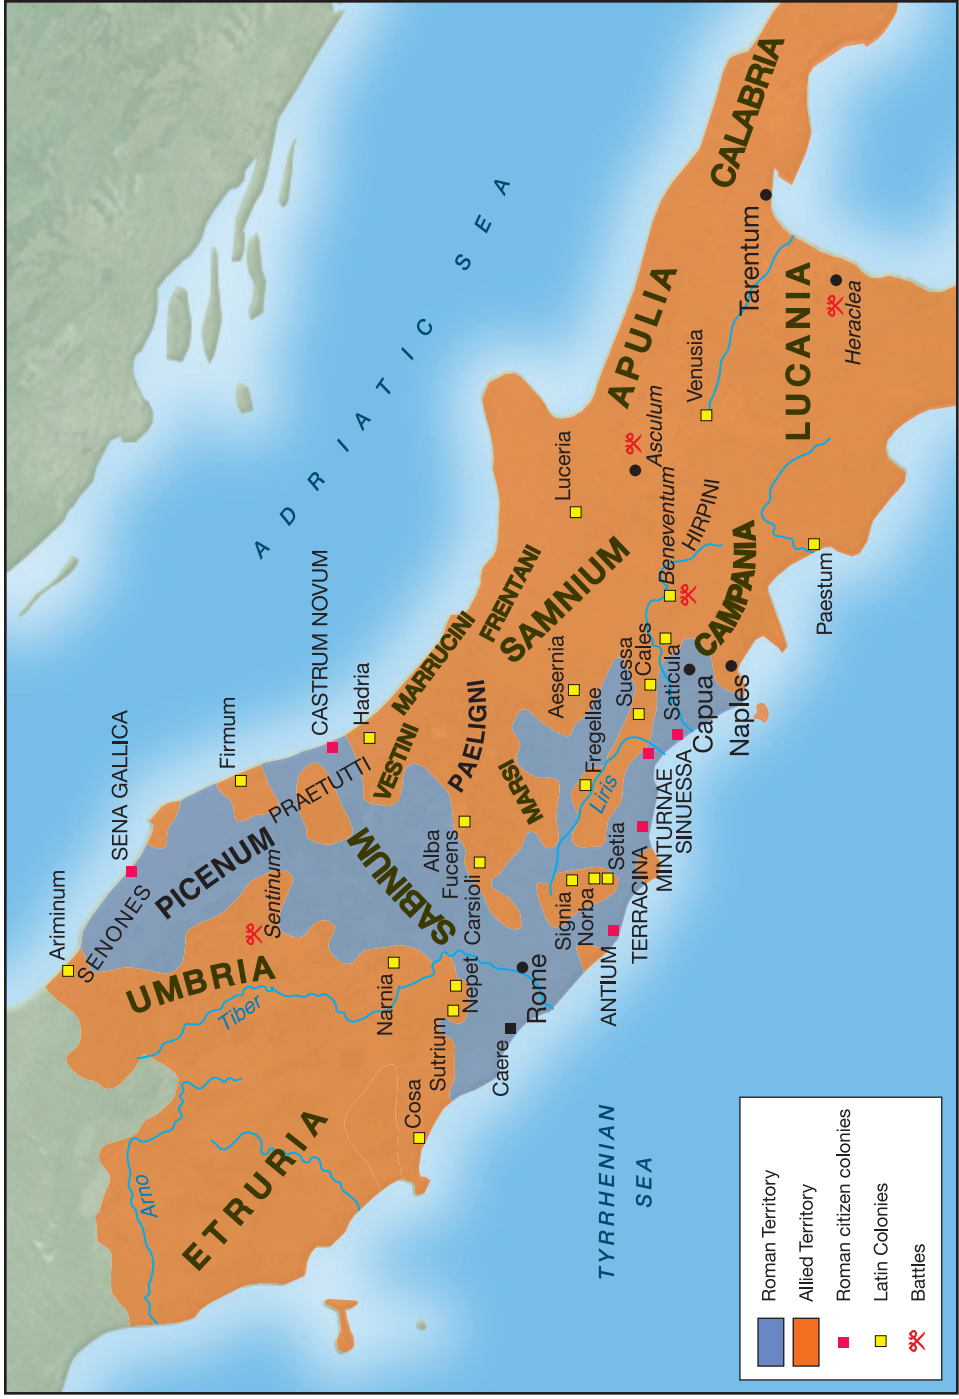 ADRIATIC SEA
TYRRHENIAN
SEA
Ariminum
SENA GALLICA
SENONES
PICENUM
Firmum
CASTRUM NOVUM
PRAETUTTI
Hadria
UMBRIA
Sentinum
Tiber
Arno
ETRURIA
Cosa
Narnia
Sutrium
Nepet
Caere
Rome
SABINUM
Alba
Fucens
Carsioli
VESTINI
MARRUCINI
FRENTANI
PAELIGNI
MARSI
SAMNIUM
Aesernia
Fregellae
Liris
Signia
Norba
Setia
ANTIUM
TERRACINA
MINTURNAE
SINUESSA
Suessa
Cales
Saticula
Capua
Naples
CAMPANIA
Beneventum
HIRPINI
Luceria
APULIA
Asculum
Venusia
Paestum
LUCANIA
Heraclea
Tarentum
CALABRIA
Roman Territory
Allied Territory
Roman citizen colonies
Latin Colonies
Battles